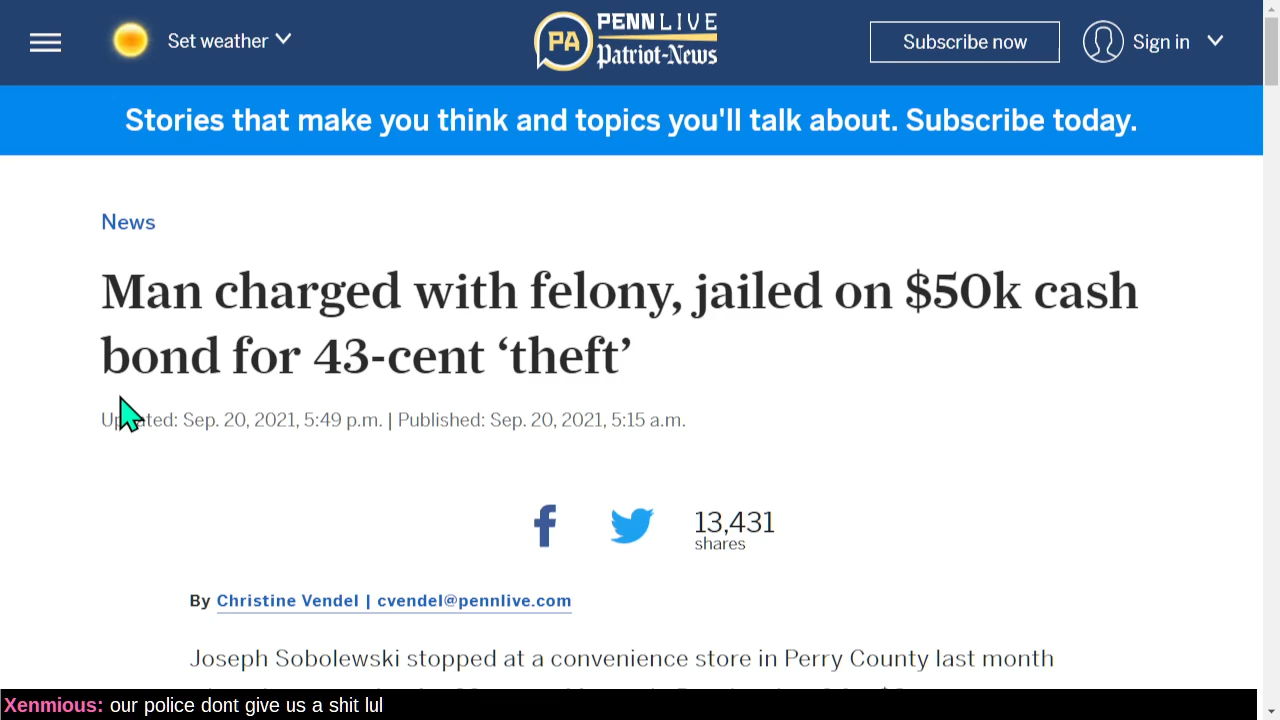 Set weather
PA
PENNLIVE
Patriot-News
Subscribe now
Sign in
Stories that make you think and topics you'll talk about. Subscribe today.
News
Man charged with felony, jailed on $50k cash
bond for 43-cent ‘theft’
Updated: Sep. 20, 2021, 5:49 p.m. | Published: Sep. 20, 2021, 5:15 a.m.
13,431
shares
By Christine Vendel | cvendel@pennlive.com
Joseph Sobolewski stopped at a convenience store in Perry County last month
Xenmious: our police dont give us a shit lul